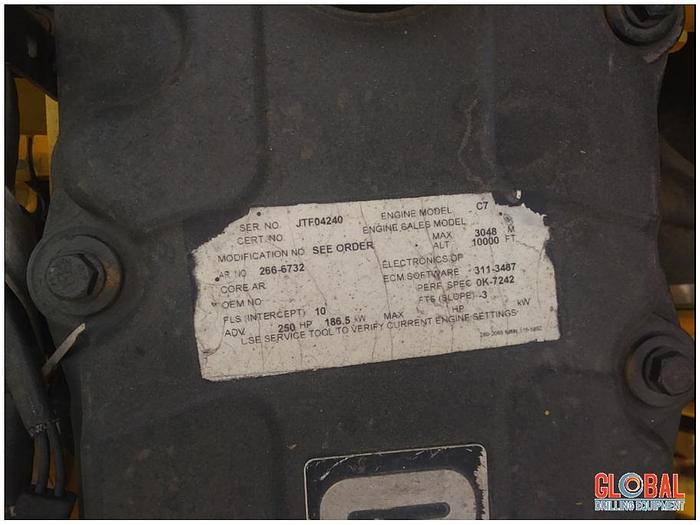 SER. NO. JTF04240 ENGINE MODEL C7
CERT. NO. ENGINE SALES MODEL
MODIFICATION NO. SEE ORDER MAX 3048 M
ALT 10000 FT
AR NO 266-6732 ELECTRONICS DP
CORE AR ECM SOFTWARE 311-3487
OEM NO PERF. SPEC 0K-7242
FLS (INTERCEPT) 10 FTS (SLOPE) -3
ADV. 250 HP 186.5 kW MAX HP kW
USE SERVICE TOOL TO VERIFY CURRENT ENGINE SETTINGS
GLOBAL
DRILLING EQUIPMENT